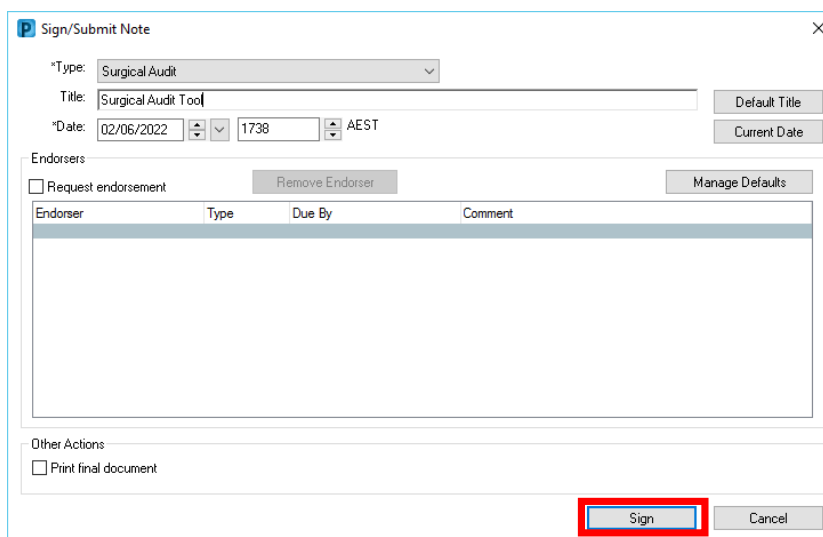 P Sign/Submit Note
*Type: Surgical Audit
Title: Surgical Audit Tool Default Title
*Date: 02/06/2022 1738 AEST Current Date
Endorsers
Request endorsement Remove Endorser Manage Defaults
Endorser Type Due By Comment
Other Actions
Print final document
Sign Cancel